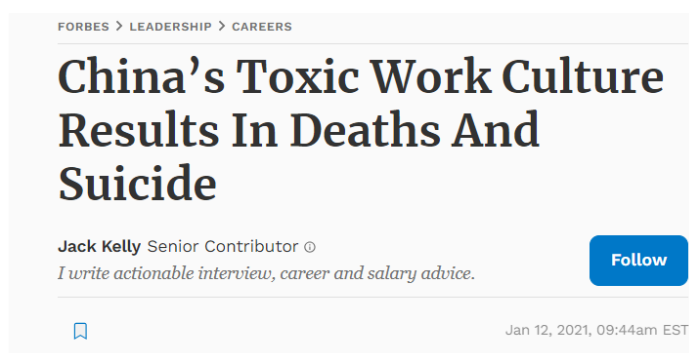 FORBES > LEADERSHIP > CAREERS
China’s Toxic Work Culture
Results In Deaths And
Suicide
Jack Kelly Senior Contributor
I write actionable interview, career and salary advice.
Follow
Jan 12, 2021, 09:44am EST